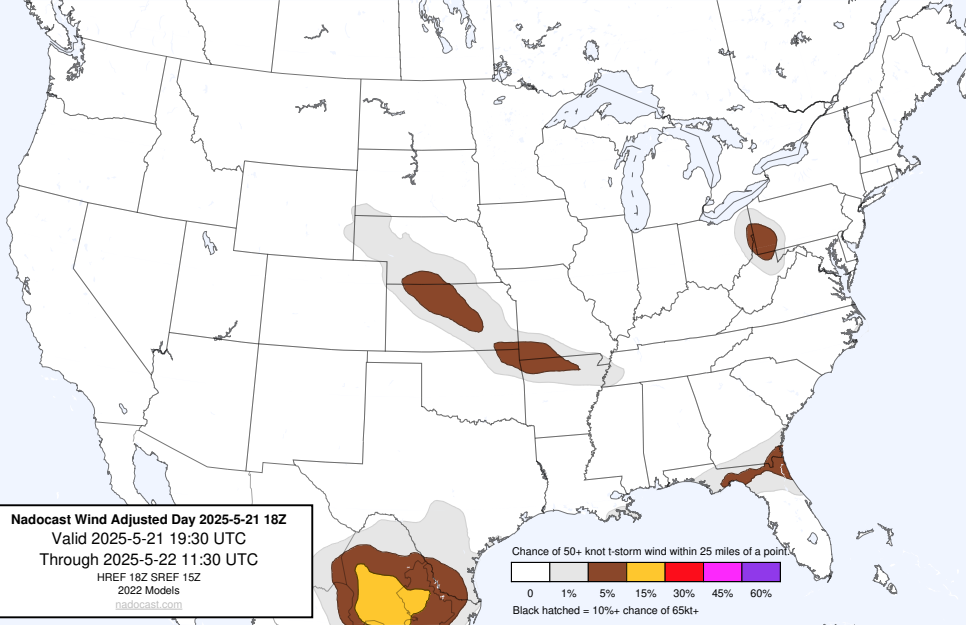 Nadocast Wind Adjusted Day 2025-5-21 18Z
Valid 2025-5-21 19:30 UTC
Through 2025-5-22 11:30 UTC
HREF 18Z SREF 15Z
2022 Models
nadocast.com
Chance of 50+ knot t-storm wind within 25 miles of a point.
0 1% 5% 15% 30% 45% 60%
Black hatched = 10%+ chance of 65kt+